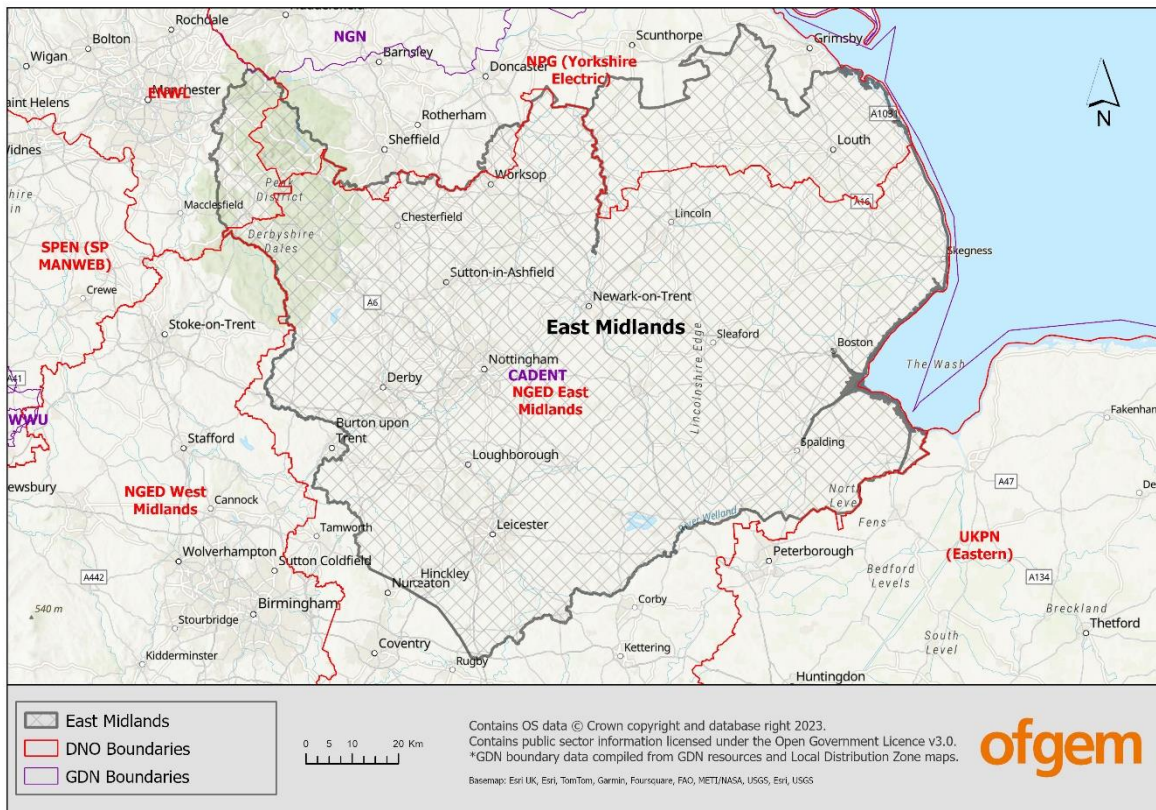 Rochdale
Bolton
Wigan
NGN
Barnsley
Doncaster
Scunthorpe
Grimsby
NPG (Yorkshire
Electric)
ENWL
Manchester
aint Helens
Widnes
Rotherham
Sheffield
A1031
Louth
N
Worksop
Peak
District
Macclesfield
Chesterfield
Lincoln
A16
Derbyshire
Dales
SPEN (SP
MANWEB)
Crewe
Skegness
Sutton-in-Ashfield
A6
Newark-on-Trent
East Midlands
Stoke-on-Trent
Sleaford
Boston
The Wash
Lincolnshire Edge
Nottingham
CADENT
NGED East
Midlands
Derby
A41
WWU
Fakenham
Burton upon
Trent
Stafford
Loughborough
Spalding
A47
De
ewsbury
NGED West
Midlands
Cannock
North
Level
Fens
UKPN
(Eastern)
Tamworth
Leicester
Peterborough
Wolverhampton
Sutton Coldfield
A442
Hinckley
Nuneaton
Bedford
Levels
A134
540 m
Birmingham
Corby
Breckland
Thetford
Stourbridge
Coventry
Kettering
South
Level
Kidderminster
Rugby
Huntingdon
East Midlands
DNO Boundaries
GDN Boundaries
0 5 10 20 Km
Contains OS data © Crown copyright and database right 2023.
Contains public sector information licensed under the Open Government Licence v3.0.
*GDN boundary data compiled from GDN resources and Local Distribution Zone maps.
Basemap: Esri UK, Esri, TomTom, Garmin, Foursquare, FAO, METI/NASA, USGS, Esri, USGS
ofgem